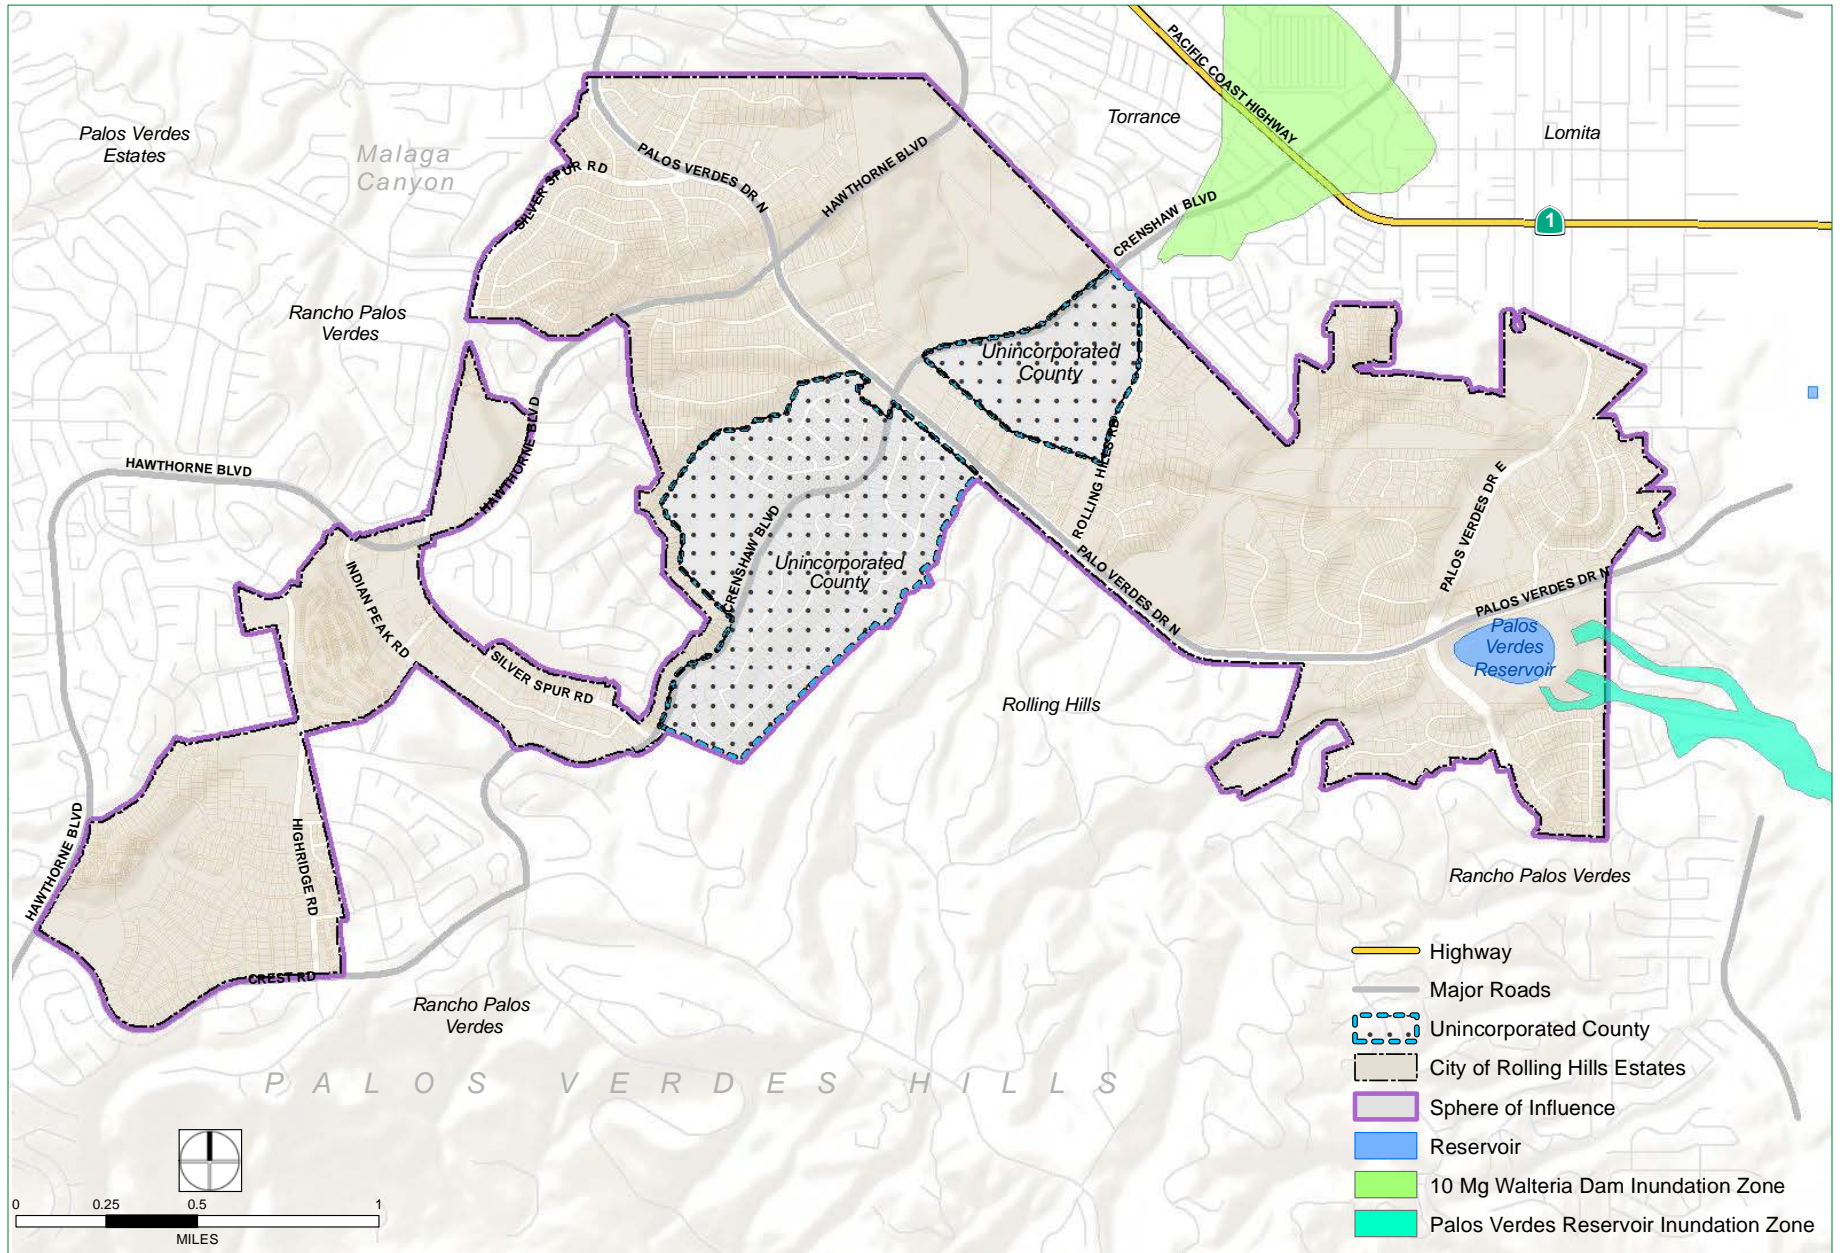 PACIFIC COAST HIGHWAY
Torrance
Lomita
Palos Verdes
Estates
Malaga
Canyon
PALOS VERDES DR N
HAWTHORNE BLVD
SILVER SPUR RD
CRENSHAW BLVD
1
Rancho Palos
Verdes
Unincorporated
County
HAWTHORNE BLVD
HAWTHORNE BLVD
ROLLING HILLS RD
PALOS VERDES DR E
CRENSHAW BLVD
Unincorporated
County
INDIAN PEAK RD
PALO VERDES DR N
PALOS VERDES DR N
Palos
Verdes
Reservoir
SILVER SPUR RD
Rolling Hills
HAWTHORNE BLVD
HIGHRIDGE RD
Rancho Palos Verdes
CREST RD
Rancho Palos
Verdes
PALOS VERDES HILLS
Highway
Major Roads
Unincorporated County
City of Rolling Hills Estates
Sphere of Influence
Reservoir
10 Mg Walteria Dam Inundation Zone
Palos Verdes Reservoir Inundation Zone
0 0.25 0.5 1
MILES